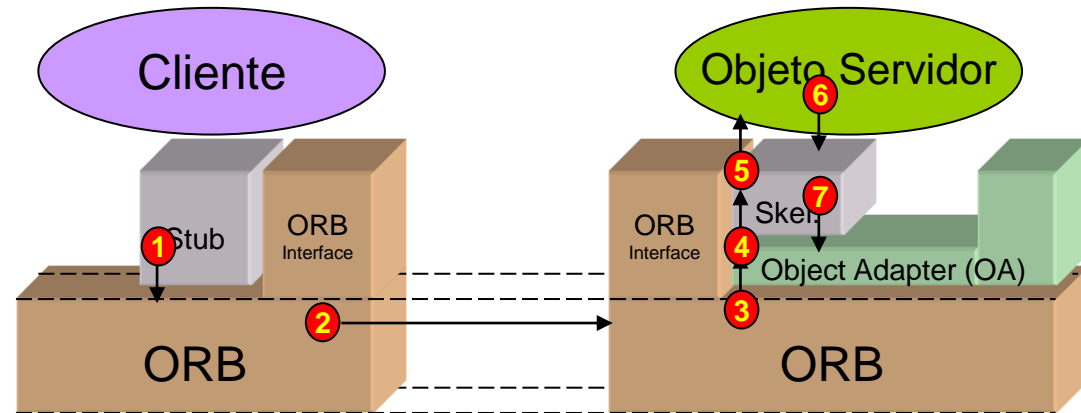 Cliente
Objeto Servidor
6
5
7
ORB
Interface
Skel.
1
Stub
ORB
Interface
4
Object Adapter (OA)
2
3
ORB
ORB